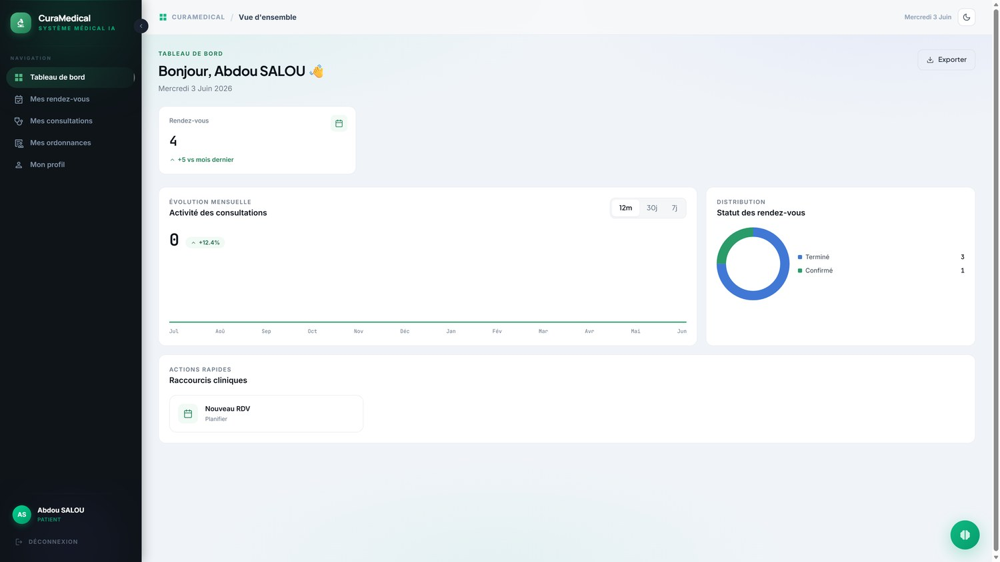 CuraMedical
SYSTÈME MÉDICAL IA
NAVIGATION
Tableau de bord
Mes rendez-vous
Mes consultations
Mes ordonnances
Mon profil
Abdou SALOU
AS
PATIENT
DÉCONNEXION
CURAMEDICAL / Vue d'ensemble
Mercredi 3 Juin
TABLEAU DE BORD
Bonjour, Abdou SALOU 👋
Mercredi 3 Juin 2026
Exporter
Rendez-vous
4
+5 vs mois dernier
ÉVOLUTION MENSUELLE
Activité des consultations
12m 30j 7j
0 +12.4%
Jul Aoû Sep Oct Nov Déc Jan Fév Mar Avr Mai Jun
DISTRIBUTION
Statut des rendez-vous
Terminé 3
Confirmé 1
ACTIONS RAPIDES
Raccourcis cliniques
Nouveau RDV
Planifier